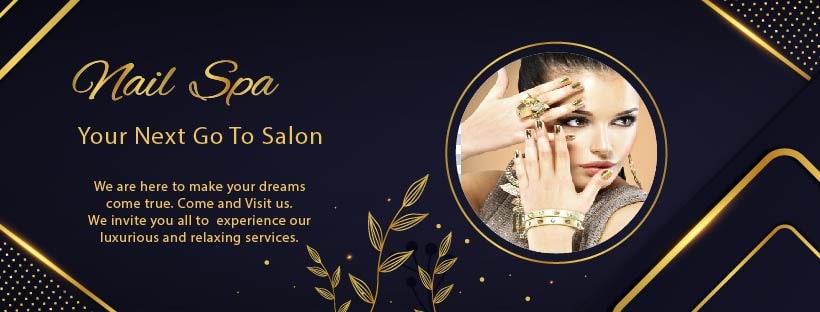 Nail Spa
Your Next Go To Salon
We are here to make your dreams
come true. Come and Visit us.
We invite you all to  experience our
luxurious and relaxing services.